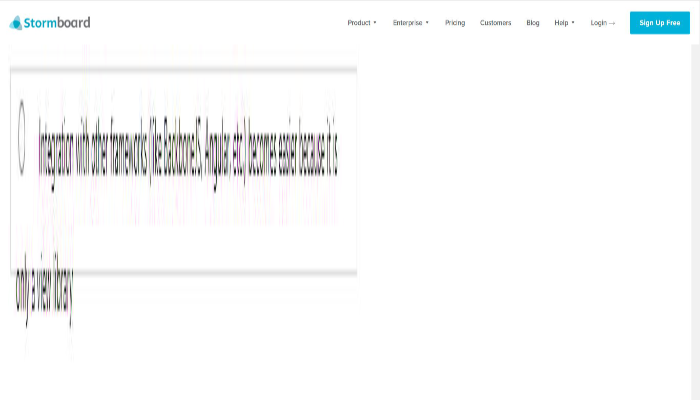 Stormboard
Product Enterprise Pricing Customers Blog Help Login → Sign Up Free
Integration with other frameworks (like BackboneJS, Angular, etc.) becomes easier because it is
only a view library